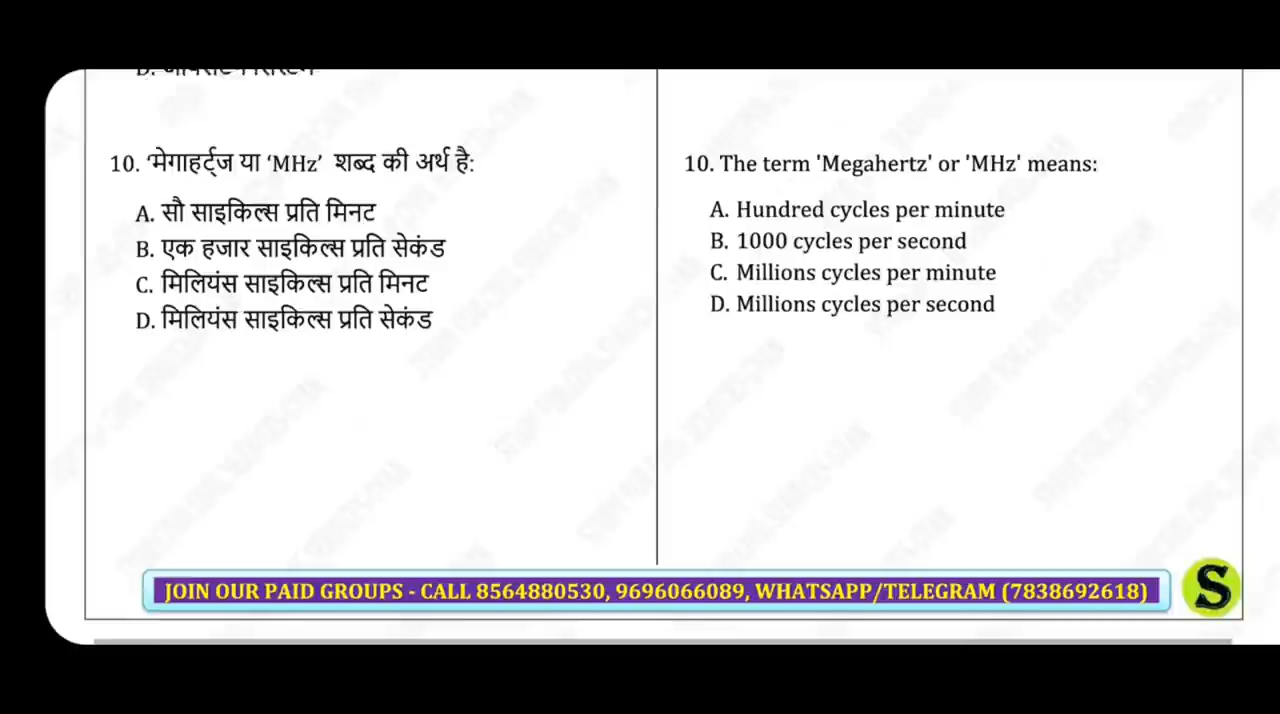 10. ‘मेगाहर्ट्ज या ‘MHz’ शब्द की अर्थ है:
A. सौ साइकिल्स प्रति मिनट
B. एक हजार साइकिल्स प्रति सेकंड
C. मिलियंस साइकिल्स प्रति मिनट
D. मिलियंस साइकिल्स प्रति सेकंड
10. The term 'Megahertz' or 'MHz' means:
A. Hundred cycles per minute
B. 1000 cycles per second
C. Millions cycles per minute
D. Millions cycles per second
JOIN OUR PAID GROUPS - CALL 8564880530, 9696066089, WHATSAPP/TELEGRAM (7838692618)
S